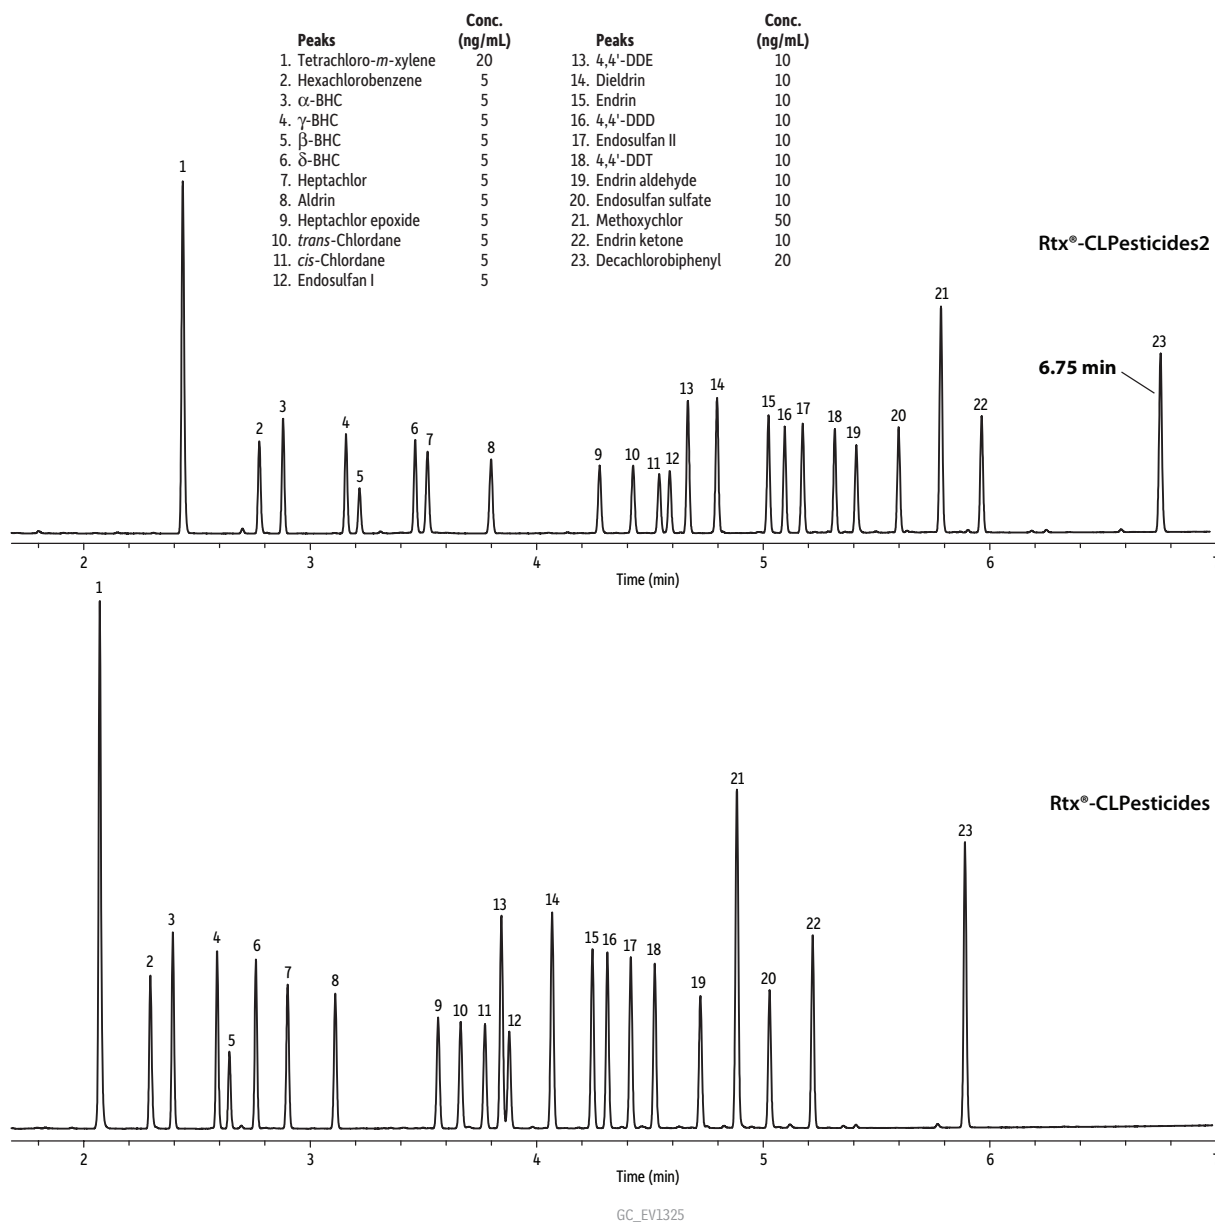 Peaks Conc. (ng/mL) Peaks Conc. (ng/mL)
1. Tetrachloro-m-xylene 20 13. 4,4'-DDE 10
2. Hexachlorobenzene 5 14. Dieldrin 10
3. α-BHC 5 15. Endrin 10
4. γ-BHC 5 16. 4,4'-DDD 10
5. β-BHC 5 17. Endosulfan II 10
6. δ-BHC 5 18. 4,4'-DDT 10
7. Heptachlor 5 19. Endrin aldehyde 10
8. Aldrin 5 20. Endosulfan sulfate 10
9. Heptachlor epoxide 5 21. Methoxychlor 50
10. trans-Chlordane 5 22. Endrin ketone 10
11. cis-Chlordane 5 23. Decachlorobiphenyl 20
12. Endosulfan I 5
Rtx®-CLPesticides2
6.75 min
1 2 3 4 5 6 7 8 9 10 11 12 13 14 15 16 17 18 19 20 21 22 23
2 3 4 5 6
Time (min)
Rtx®-CLPesticides
1 2 3 4 5 6 7 8 9 10 11 13 12 14 15 16 17 18 19 21 20 22 23
2 3 4 5 6
Time (min)
GC_EV1325